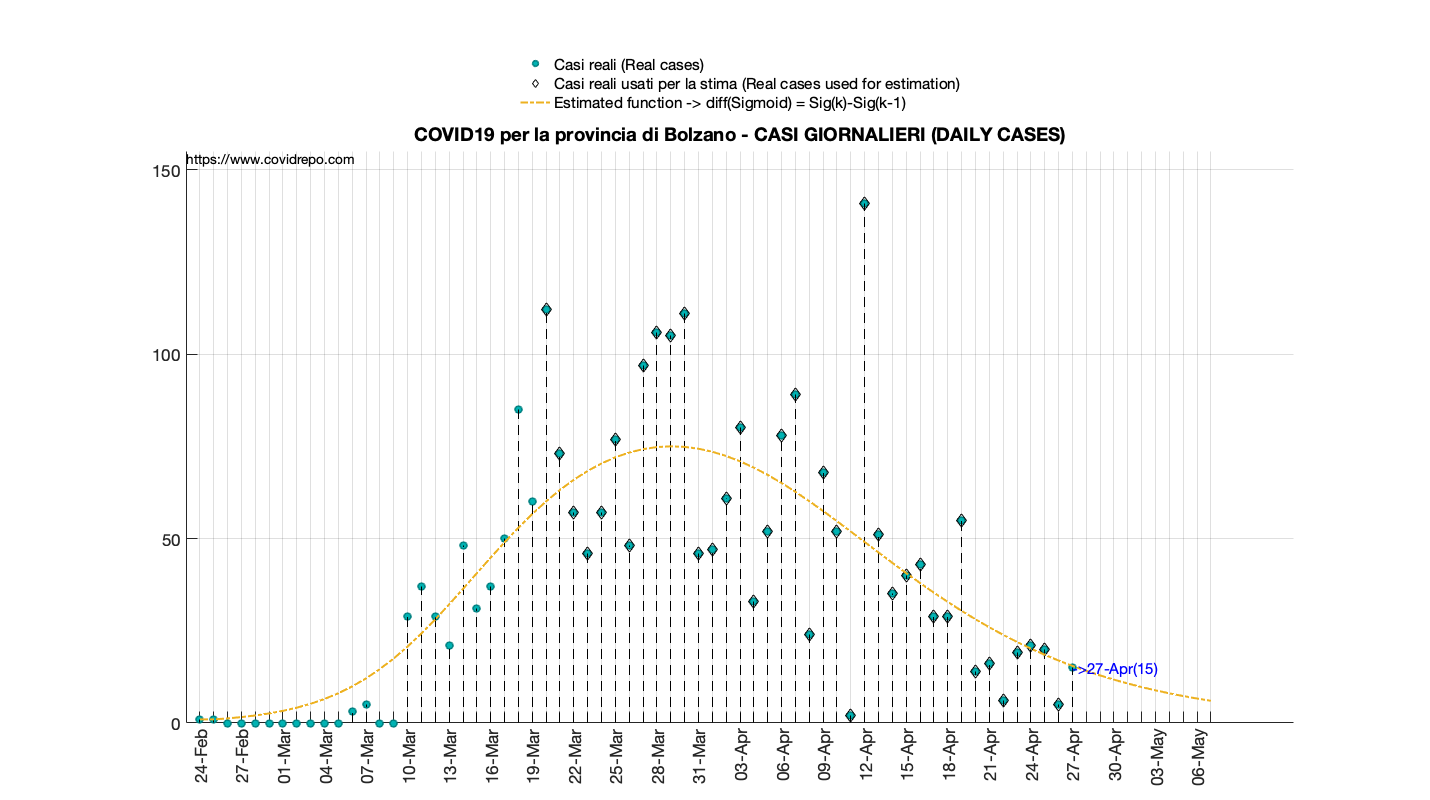 Casi reali (Real cases)
Casi reali usati per la stima (Real cases used for estimation)
Estimated function -> diff(Sigmoid) = Sig(k)-Sig(k-1)
COVID19 per la provincia di Bolzano - CASI GIORNALIERI (DAILY CASES)
https://www.covidrepo.com
150
100
50
0
>27-Apr(15)
24-Feb
27-Feb
01-Mar
04-Mar
07-Mar
10-Mar
13-Mar
16-Mar
19-Mar
22-Mar
25-Mar
28-Mar
31-Mar
03-Apr
06-Apr
09-Apr
12-Apr
15-Apr
18-Apr
21-Apr
24-Apr
27-Apr
30-Apr
03-May
06-May